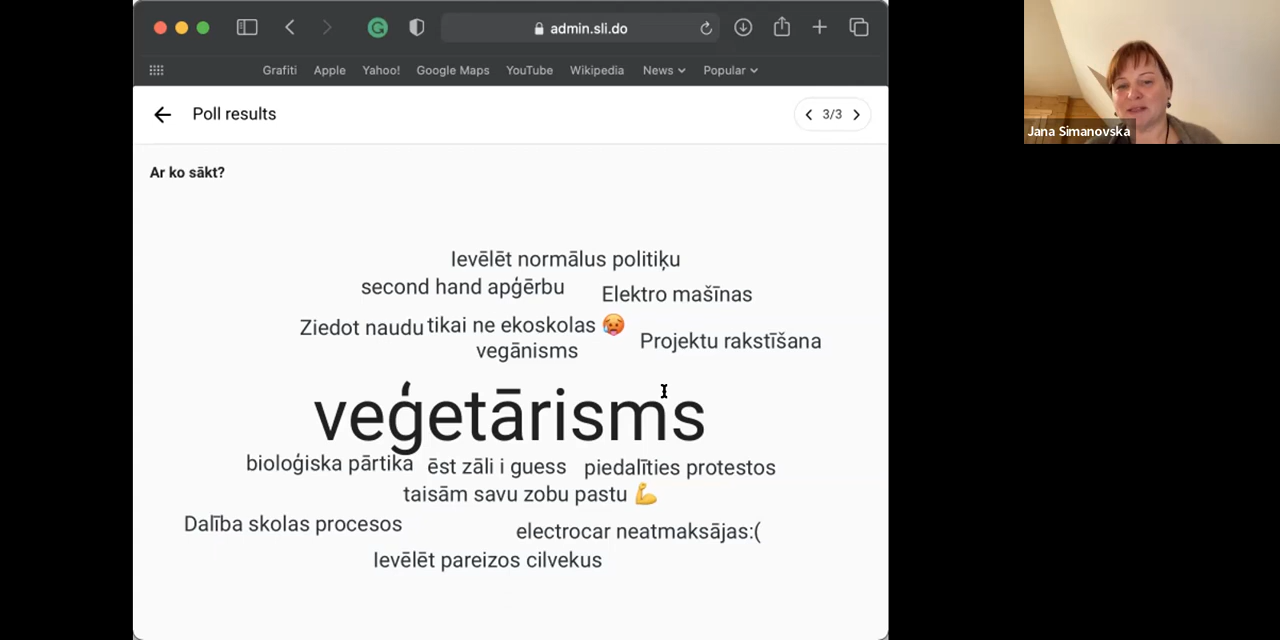 admin.sli.do
Grafiti Apple Yahoo! Google Maps YouTube Wikipedia News Popular
Poll results 3/3
Jana Simanovska
Ar ko sākt?
Ievēlēt normālus politiķu
second hand apģērbu Elektro mašīnas
Ziedot naudu tikai ne ekoskolas 🥵 Projektu rakstīšana
vegānisms
veģetārisms
bioloģiska pārtika ēst zāli i guess piedalīties protestos
taisām savu zobu pastu 💪
Dalība skolas procesos electrocar neatmaksājas:(
Ievēlēt pareizos cilvekus